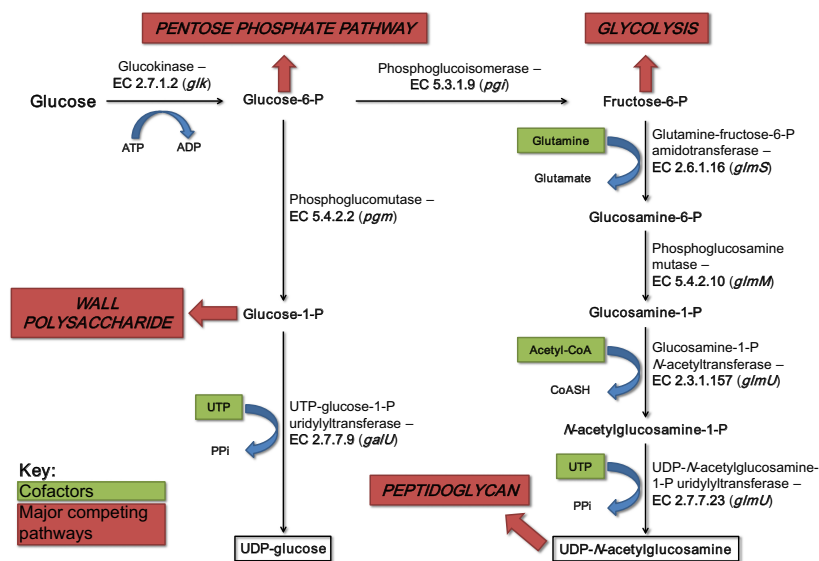 PENTOSE PHOSPHATE PATHWAY
GLYCOLYSIS
Glucokinase –
EC 2.7.1.2 (glk)
Phosphoglucoisomerase –
EC 5.3.1.9 (pgi)
Glucose
Glucose-6-P
Fructose-6-P
ATP
ADP
Glutamine
Glutamate
Glutamine-fructose-6-P
amidotransferase –
EC 2.6.1.16 (glmS)
Phosphoglucomutase –
EC 5.4.2.2 (pgm)
Glucosamine-6-P
Phosphoglucosamine
mutase –
EC 5.4.2.10 (glmM)
WALL
POLYSACCHARIDE
Glucose-1-P
Glucosamine-1-P
Acetyl-CoA
CoASH
Glucosamine-1-P
N-acetyltransferase –
EC 2.3.1.157 (glmU)
UTP
PPi
UTP-glucose-1-P
uridylyltransferase –
EC 2.7.7.9 (galU)
N-acetylglucosamine-1-P
UTP
PPi
UDP-N-acetylglucosamine-
1-P uridylyltransferase –
EC 2.7.7.23 (glmU)
Key:
Cofactors
Major competing
pathways
PEPTIDOGLYCAN
UDP-glucose
UDP-N-acetylglucosamine